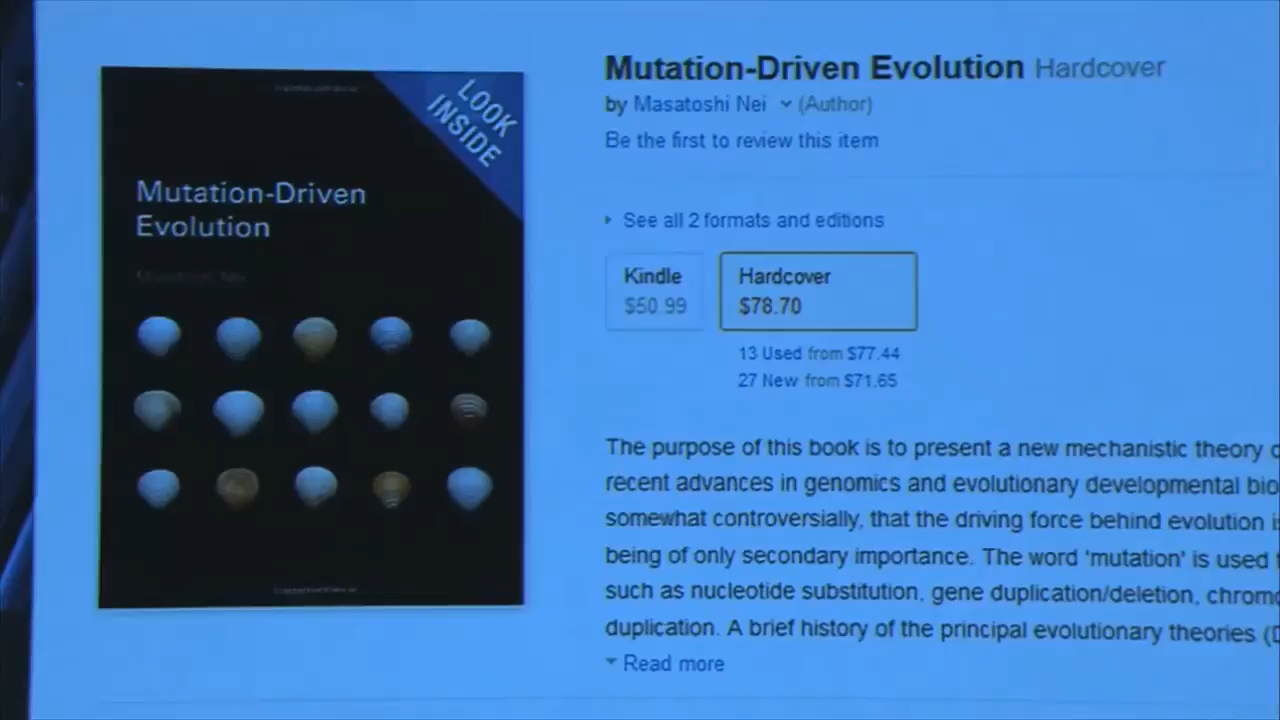 LOOK
INSIDE
Mutation-Driven
Evolution
Mutation-Driven Evolution Hardcover
by Masatoshi Nei (Author)
Be the first to review this item
See all 2 formats and editions
Kindle
$50.99
Hardcover
$78.70
13 Used from $77.44
27 New from $71.65
The purpose of this book is to present a new mechanistic theory
recent advances in genomics and evolutionary developmental bio
somewhat controversially, that the driving force behind evolution
being of only secondary importance. The word 'mutation' is used
such as nucleotide substitution, gene duplication/deletion, chromo
duplication. A brief history of the principal evolutionary theories (D
Read more